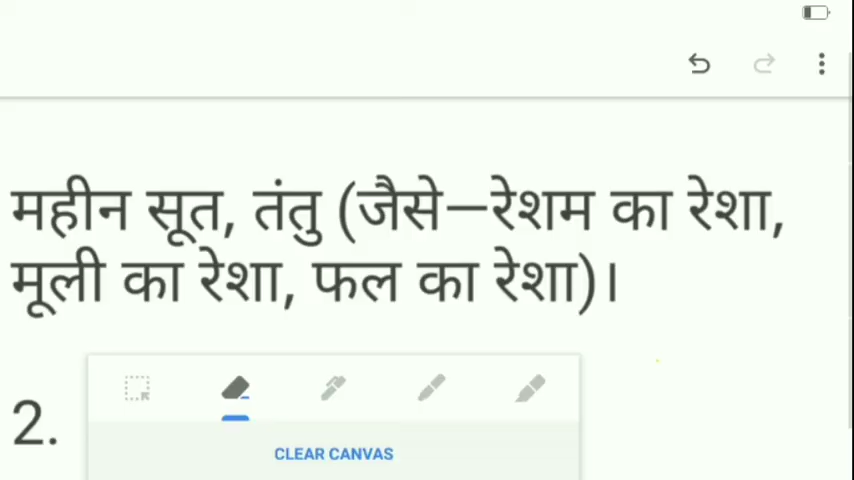 महीन सूत, तंतु (जैसे—रेशम का रेशा,
मूली का रेशा, फल का रेशा)।
2.
CLEAR CANVAS